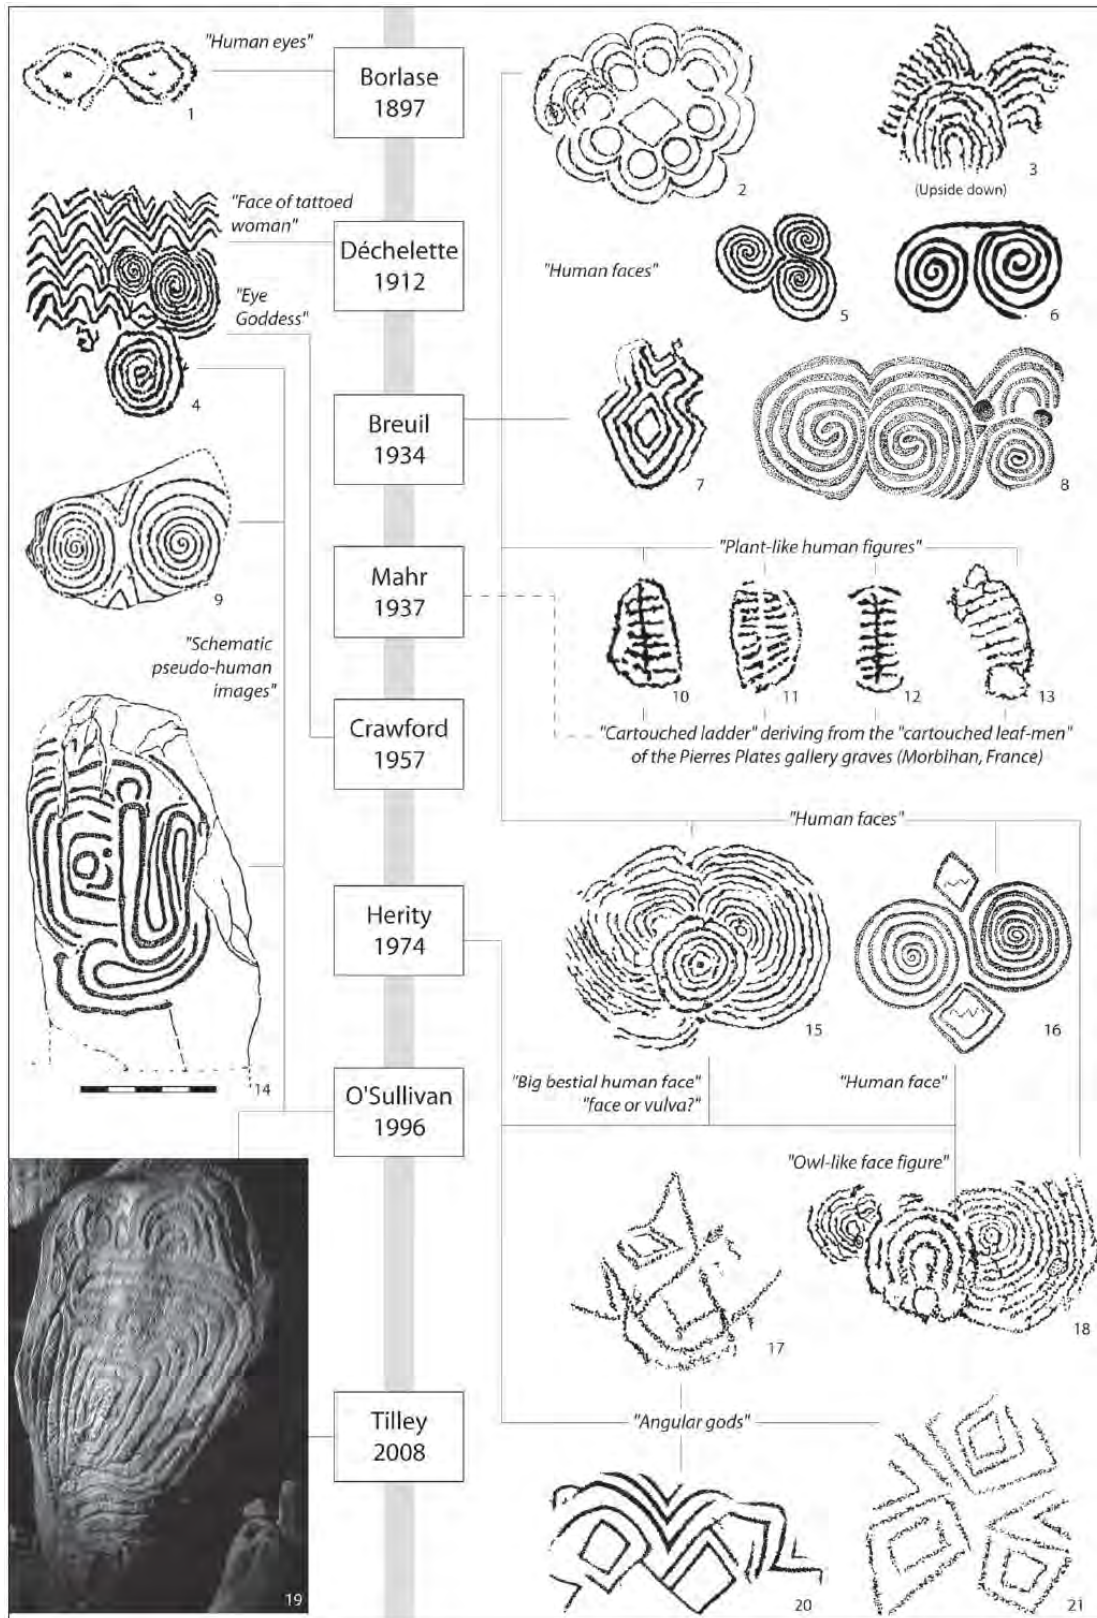 "Human eyes"
1
Borlase
1897
2
3
(Upside down)
"Face of tattoed
woman"
Déchelette
1912
"Human faces"
5
6
"Eye
Goddess"
4
Breuil
1934
7
8
9
Mahr
1937
"Plant-like human figures"
10
11
12
13
"Schematic
pseudo-human
images"
Crawford
1957
"Cartouched ladder" deriving from the "cartouched leaf-men"
of the Pierres Plates gallery graves (Morbihan, France)
"Human faces"
Herity
1974
15
16
14
O'Sullivan
1996
"Big bestial human face"
"face or vulva?"
"Human face"
"Owl-like face figure"
17
18
Tilley
2008
"Angular gods"
19
20
21